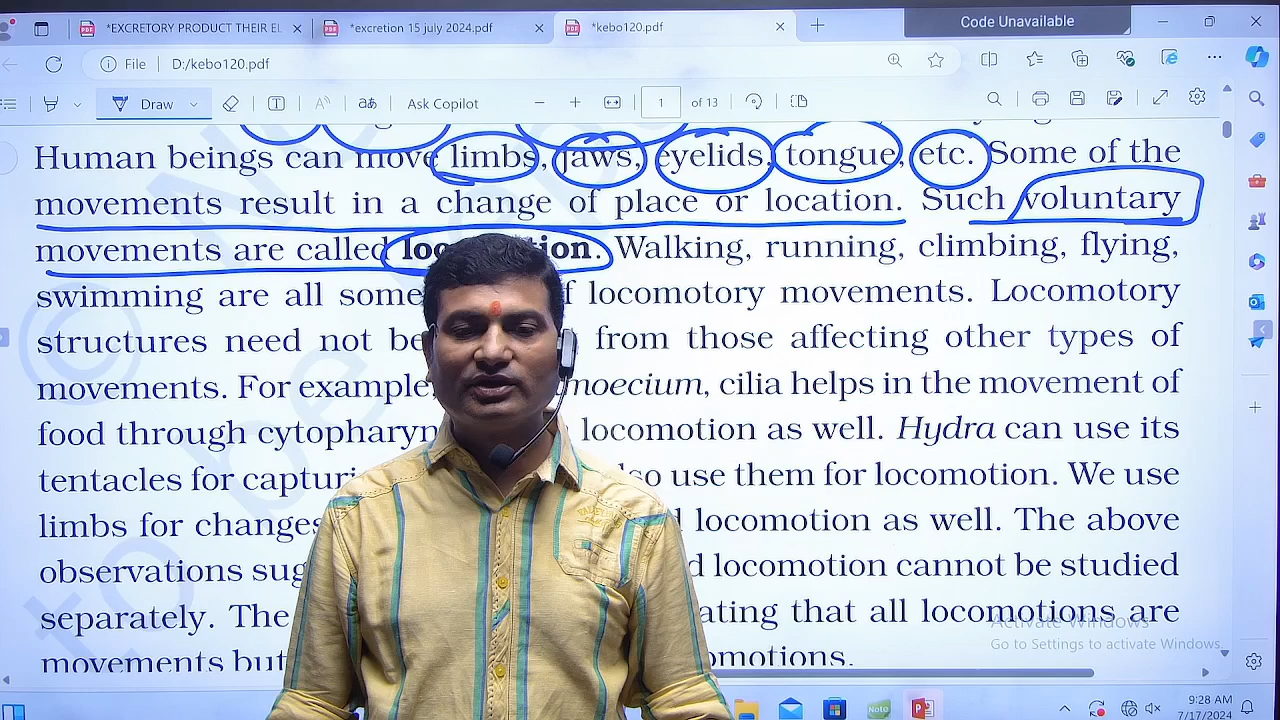 *EXCRETORY PRODUCT THEIR EL
*excretion 15 july 2024.pdf
*kebo120.pdf
Code Unavailable
File D:/kebo120.pdf
Draw
Ask Copilot
1 of 13
Human beings can move limbs, jaws, eyelids, tongue, etc. Some of the
movements result in a change of place or location. Such voluntary
movements are called locomotion. Walking, running, climbing, flying,
swimming are all some f locomotory movements. Locomotory
structures need not be from those affecting other types of
movements. For example, moecium, cilia helps in the movement of
food through cytopharyn locomotion as well. Hydra can use its
tentacles for capturi lso use them for locomotion. We use
limbs for changes d locomotion as well. The above
observations sug d locomotion cannot be studied
separately. The ating that all locomotions are
movements but omotions.
Activate Windows
Go to Settings to activate Windows.
9:28 AM
7/17/2024